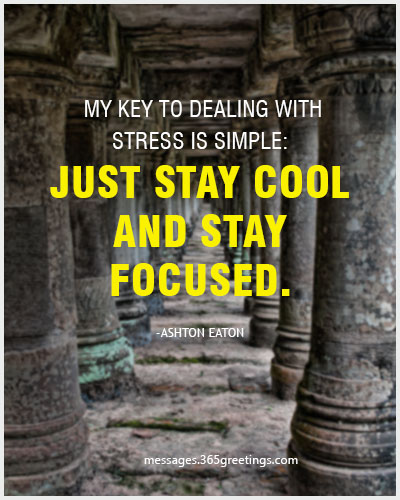 MY KEY TO DEALING WITH
STRESS IS SIMPLE:
JUST STAY COOL
AND STAY
FOCUSED.
-ASHTON EATON
messages.365greetings.com